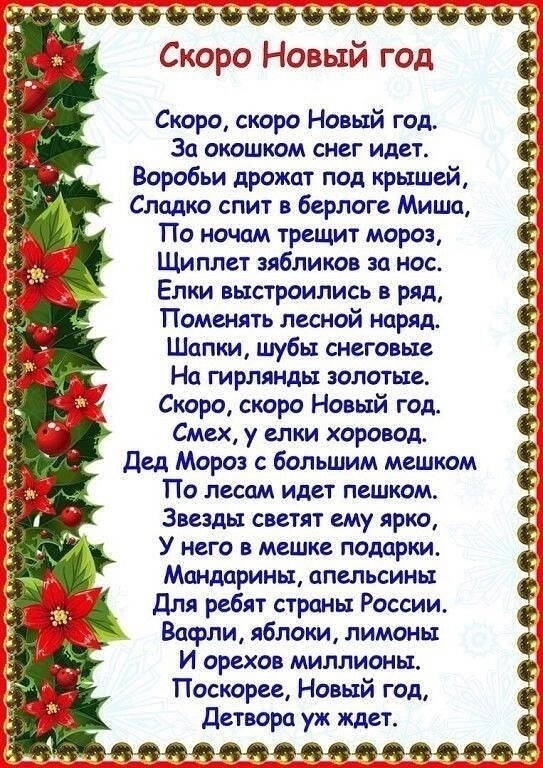 Скоро Новый год
Скоро, скоро Новый год.
За окошком снег идет.
Воробьи дрожат под крышей,
Сладко спит в берлоге Миша,
По ночам трещит мороз,
Щиплет зябликов за нос.
Елки выстроились в ряд,
Поменять лесной наряд.
Шапки, шубы снеговые
На гирлянды золотые.
Скоро, скоро Новый год.
Смех, у елки хоровод.
Дед Мороз с большим мешком
По лесам идет пешком.
Звезды светят ему ярко,
У него в мешке подарки.
Мандарины, апельсины
Для ребят страны России.
Вафли, яблоки, лимоны
И орехов миллионы.
Поскорее, Новый год,
Детвора уж ждет.